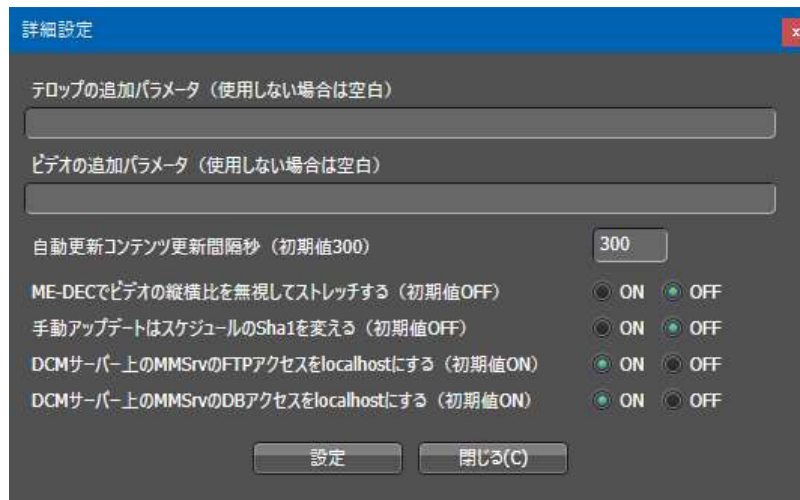 詳細設定
x
テロップの追加パラメータ（使用しない場合は空白）
ビデオの追加パラメータ（使用しない場合は空白）
自動更新コンテンツ更新間隔秒（初期値300） 300
ME-DECでビデオの縦横比を無視してストレッチする（初期値OFF） ON OFF
手動アップデートはスケジュールのSha1を変える（初期値OFF） ON OFF
DCMサーバー上のMMSrvのFTPアクセスをlocalhostにする（初期値ON） ON OFF
DCMサーバー上のMMSrvのDBアクセスをlocalhostにする（初期値ON） ON OFF
設定 閉じる(C)